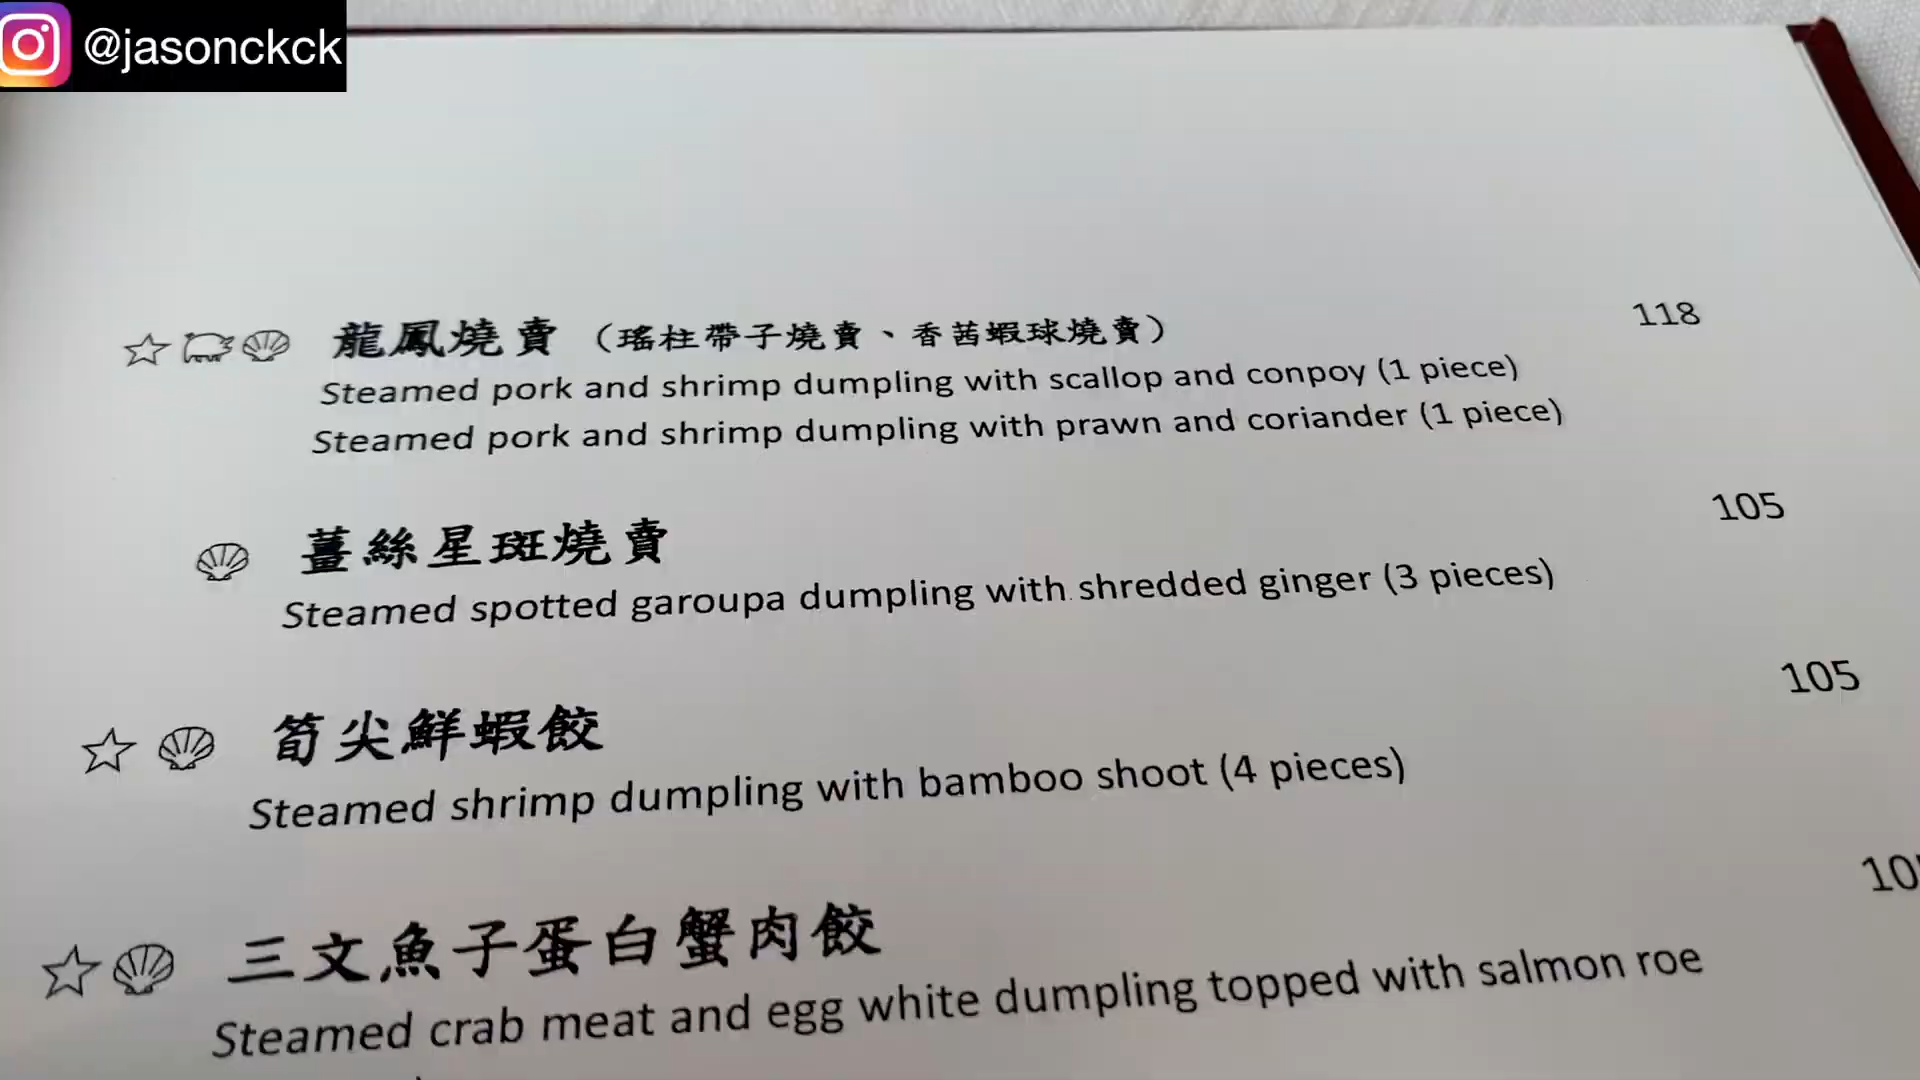 @jasonckck
龍鳳燒賣 （瑤柱帶子燒賣、香茜蝦球燒賣） 118
Steamed pork and shrimp dumpling with scallop and conpoy (1 piece)
Steamed pork and shrimp dumpling with prawn and coriander (1 piece)
薑絲星斑燒賣 105
Steamed spotted garoupa dumpling with shredded ginger (3 pieces)
筍尖鮮蝦餃 105
Steamed shrimp dumpling with bamboo shoot (4 pieces)
三文魚子蛋白蟹肉餃
Steamed crab meat and egg white dumpling topped with salmon roe